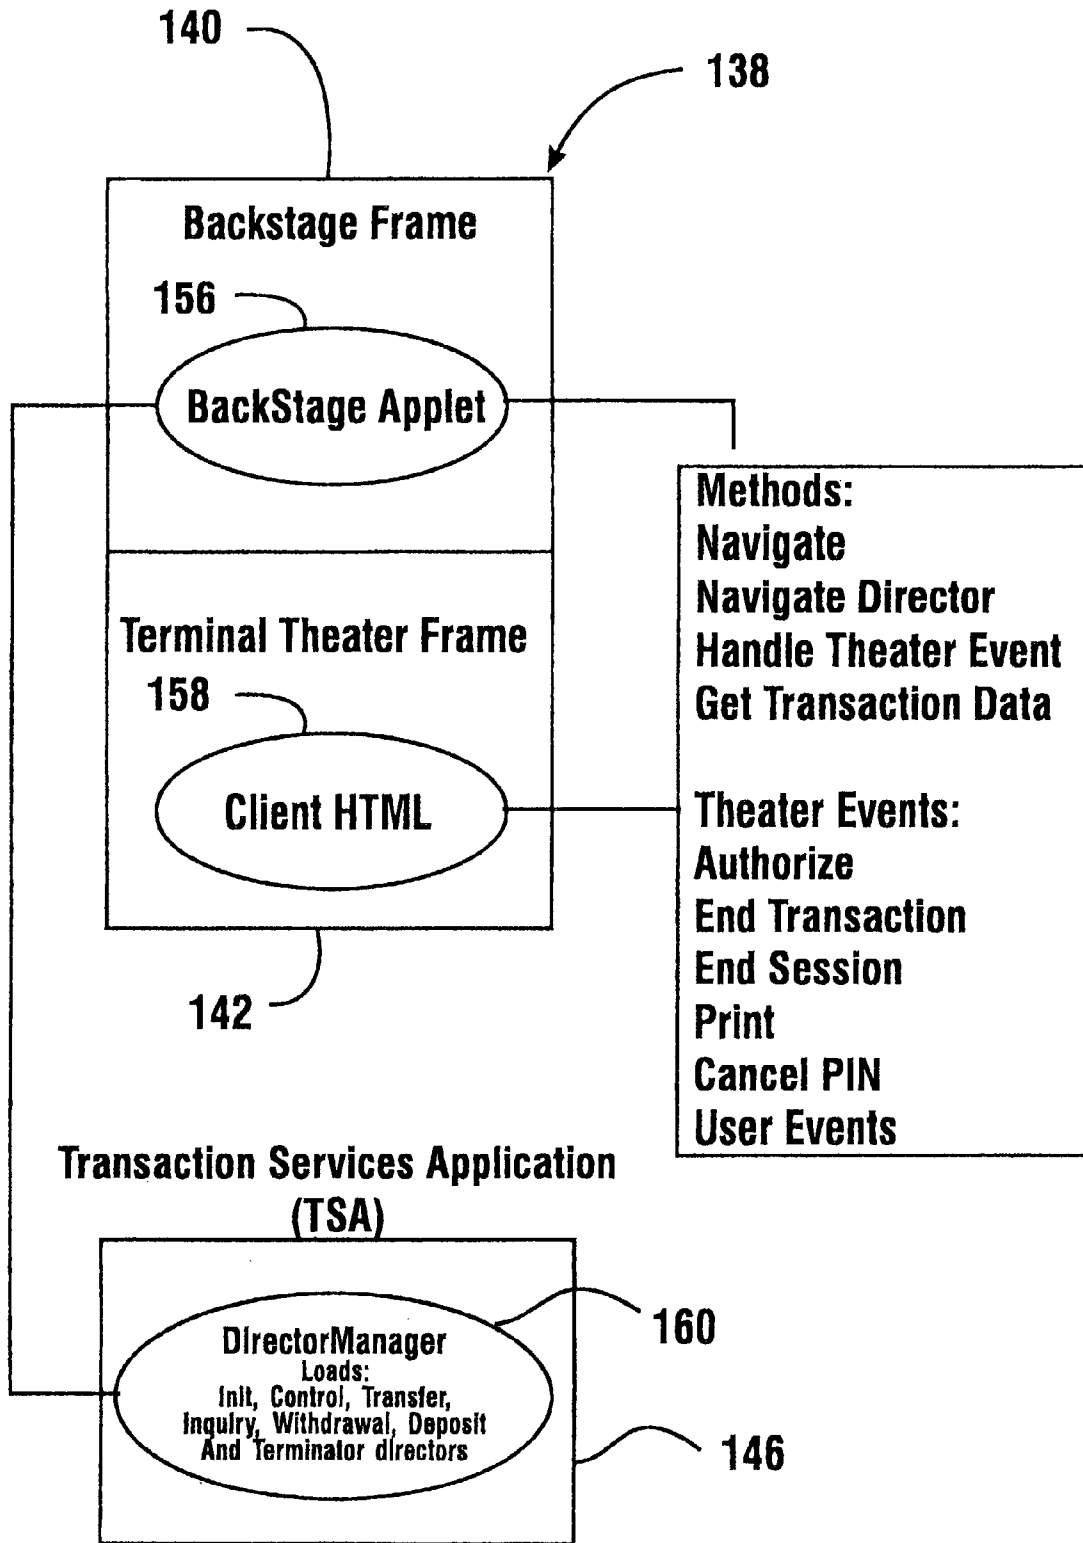 140
138
Backstage Frame
156
BackStage Applet
Methods:
Navigate
Navigate Director
Handle Theater Event
Get Transaction Data
Terminal Theater Frame
158
Client HTML
Theater Events:
Authorize
End Transaction
End Session
Print
Cancel PIN
User Events
142
Transaction Services Application
(TSA)
DirectorManager
Loads:
Init, Control, Transfer,
Inquiry, Withdrawal, Deposit
And Terminator directors
160
146